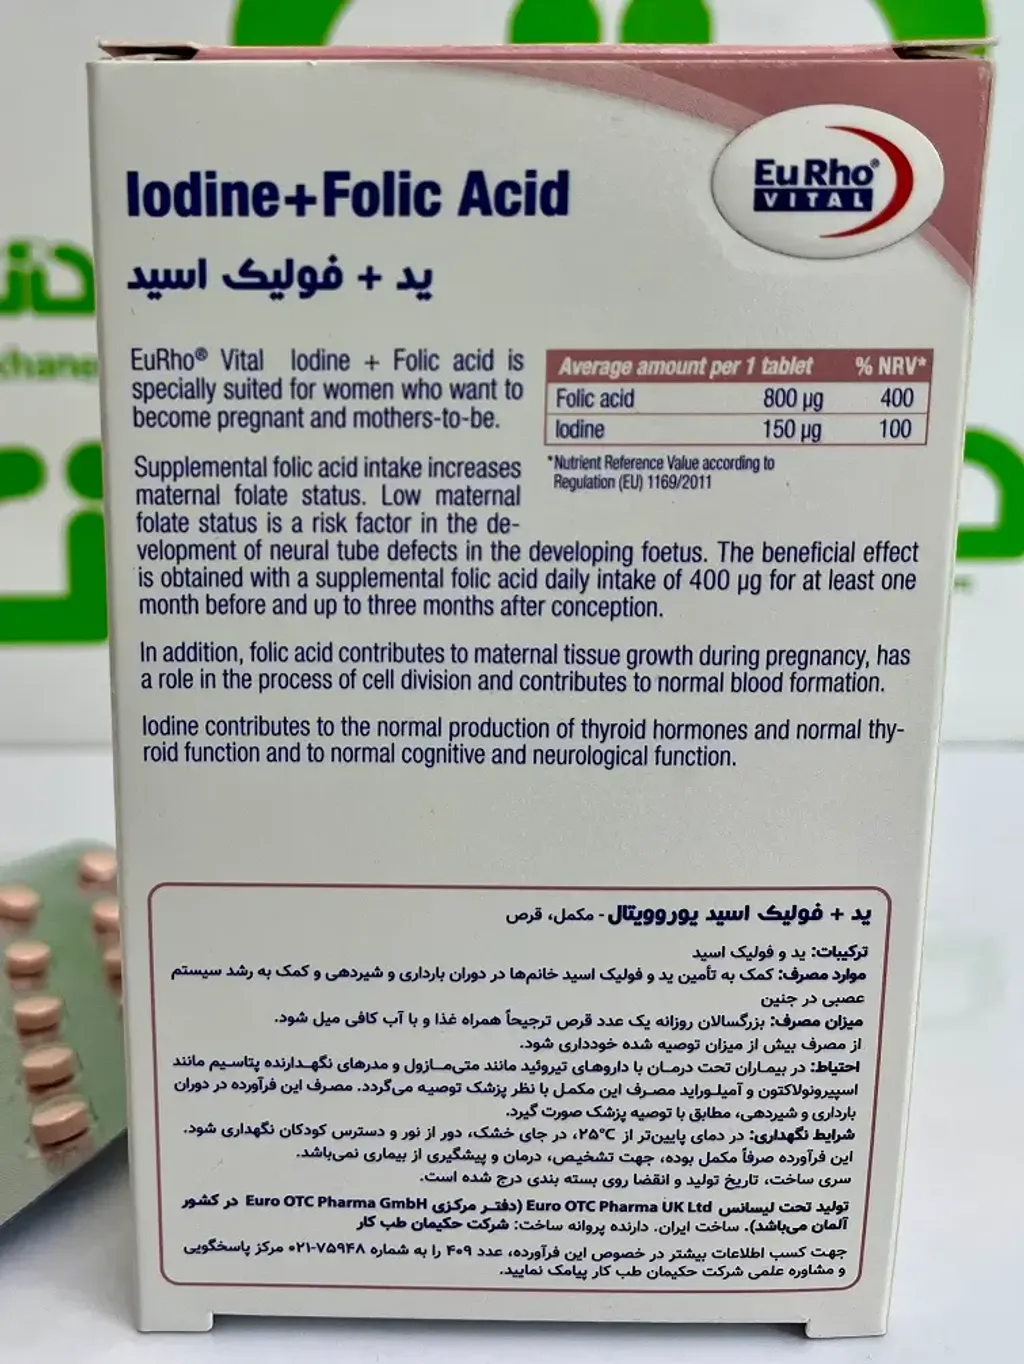 EuRho®
VITAL
Iodine+Folic Acid
ید + فولیک اسید
EuRho® Vital Iodine + Folic acid is
specially suited for women who want to
become pregnant and mothers-to-be.
Average amount per 1 tablet % NRV*
Folic acid 800 µg 400
Iodine 150 µg 100
*Nutrient Reference Value according to
Regulation (EU) 1169/2011
Supplemental folic acid intake increases
maternal folate status. Low maternal
folate status is a risk factor in the de-
velopment of neural tube defects in the developing foetus. The beneficial effect
is obtained with a supplemental folic acid daily intake of 400 µg for at least one
month before and up to three months after conception.
In addition, folic acid contributes to maternal tissue growth during pregnancy, has
a role in the process of cell division and contributes to normal blood formation.
Iodine contributes to the normal production of thyroid hormones and normal thy-
roid function and to normal cognitive and neurological function.
ید + فولیک اسید یوروویتال- مکمل، قرص
ترکیبات: ید و فولیک اسید
موارد مصرف: کمک به تأمین ید و فولیک اسید خانم‌ها در دوران بارداری و شیردهی و کمک به رشد سیستم
عصبی در جنین
میزان مصرف: بزرگسالان روزانه یک عدد قرص ترجیحاً همراه غذا و با آب کافی میل شود.
از مصرف بیش از میزان توصیه شده خودداری شود.
احتیاط: در بیماران تحت درمان با داروهای تیروئید مانند متی‌مازول و مدرهای نگهدارنده پتاسیم مانند
اسپیرونولاکتون و آمیلوراید مصرف این مکمل با نظر پزشک توصیه می‌گردد. مصرف این فرآورده در دوران
بارداری و شیردهی، مطابق با توصیه پزشک صورت گیرد.
شرایط نگهداری: در دمای پایین‌تر از ۲۵°C، در جای خشک، دور از نور و دسترس کودکان نگهداری شود.
این فرآورده صرفاً مکمل بوده، جهت تشخیص، درمان و پیشگیری از بیماری نمی‌باشد.
سری ساخت، تاریخ تولید و انقضا روی بسته بندی درج شده است.
تولید تحت لیسانس Euro OTC Pharma UK Ltd (دفتر مرکزی Euro OTC Pharma GmbH در کشور
آلمان می‌باشد). ساخت ایران. دارنده پروانه ساخت: شرکت حکیمان طب کار
جهت کسب اطلاعات بیشتر در خصوص این فرآورده، عدد ۴۰۹ را به شماره ۷۵۹۴۸-۰۲۱ مرکز پاسخگویی
و مشاوره علمی شرکت حکیمان طب کار پیامک نمایید.